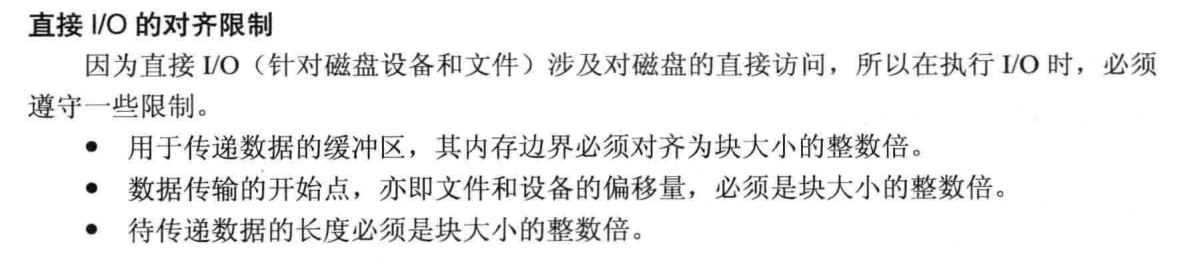 直接 I/O 的对齐限制
因为直接 I/O（针对磁盘设备和文件）涉及对磁盘的直接访问，所以在执行 I/O 时，必须
遵守一些限制。
● 用于传递数据的缓冲区，其内存边界必须对齐为块大小的整数倍。
● 数据传输的开始点，亦即文件和设备的偏移量，必须是块大小的整数倍。
● 待传递数据的长度必须是块大小的整数倍。